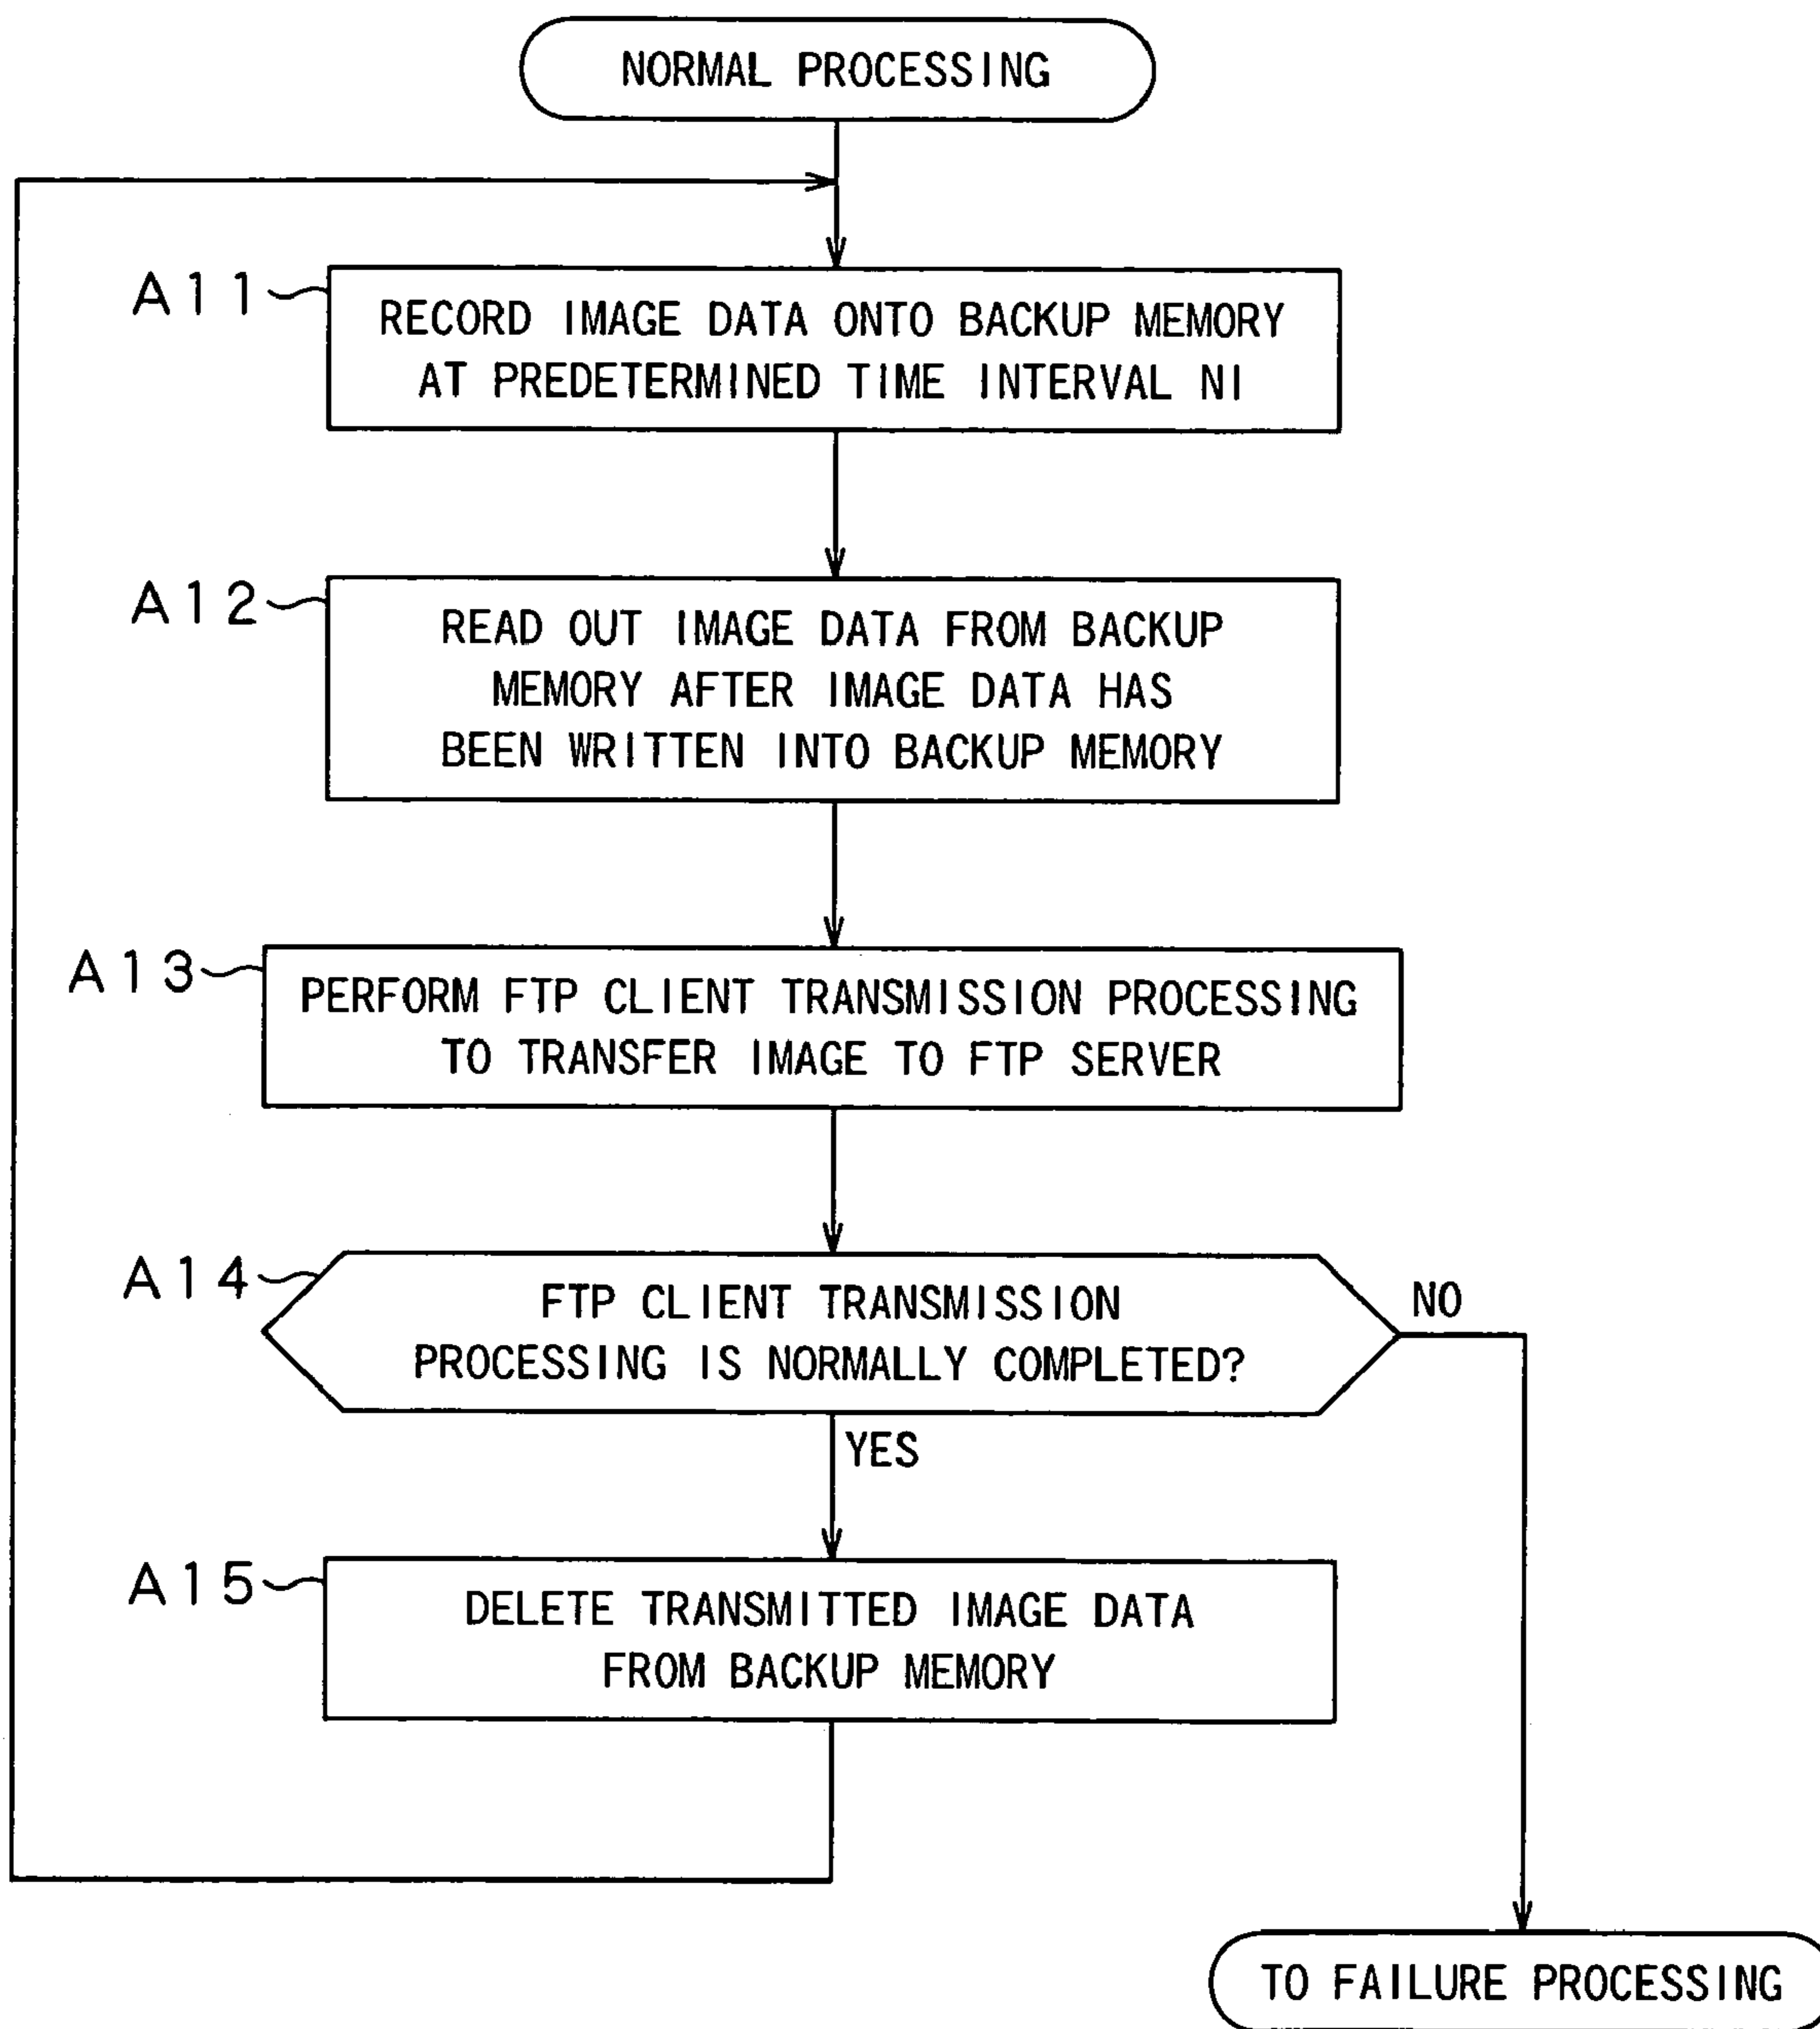 NORMAL PROCESSING
A11
RECORD IMAGE DATA ONTO BACKUP MEMORY
AT PREDETERMINED TIME INTERVAL NI
A12
READ OUT IMAGE DATA FROM BACKUP
MEMORY AFTER IMAGE DATA HAS
BEEN WRITTEN INTO BACKUP MEMORY
A13
PERFORM FTP CLIENT TRANSMISSION PROCESSING
TO TRANSFER IMAGE TO FTP SERVER
A14
FTP CLIENT TRANSMISSION
PROCESSING IS NORMALLY COMPLETED?
NO
YES
A15
DELETE TRANSMITTED IMAGE DATA
FROM BACKUP MEMORY
TO FAILURE PROCESSING